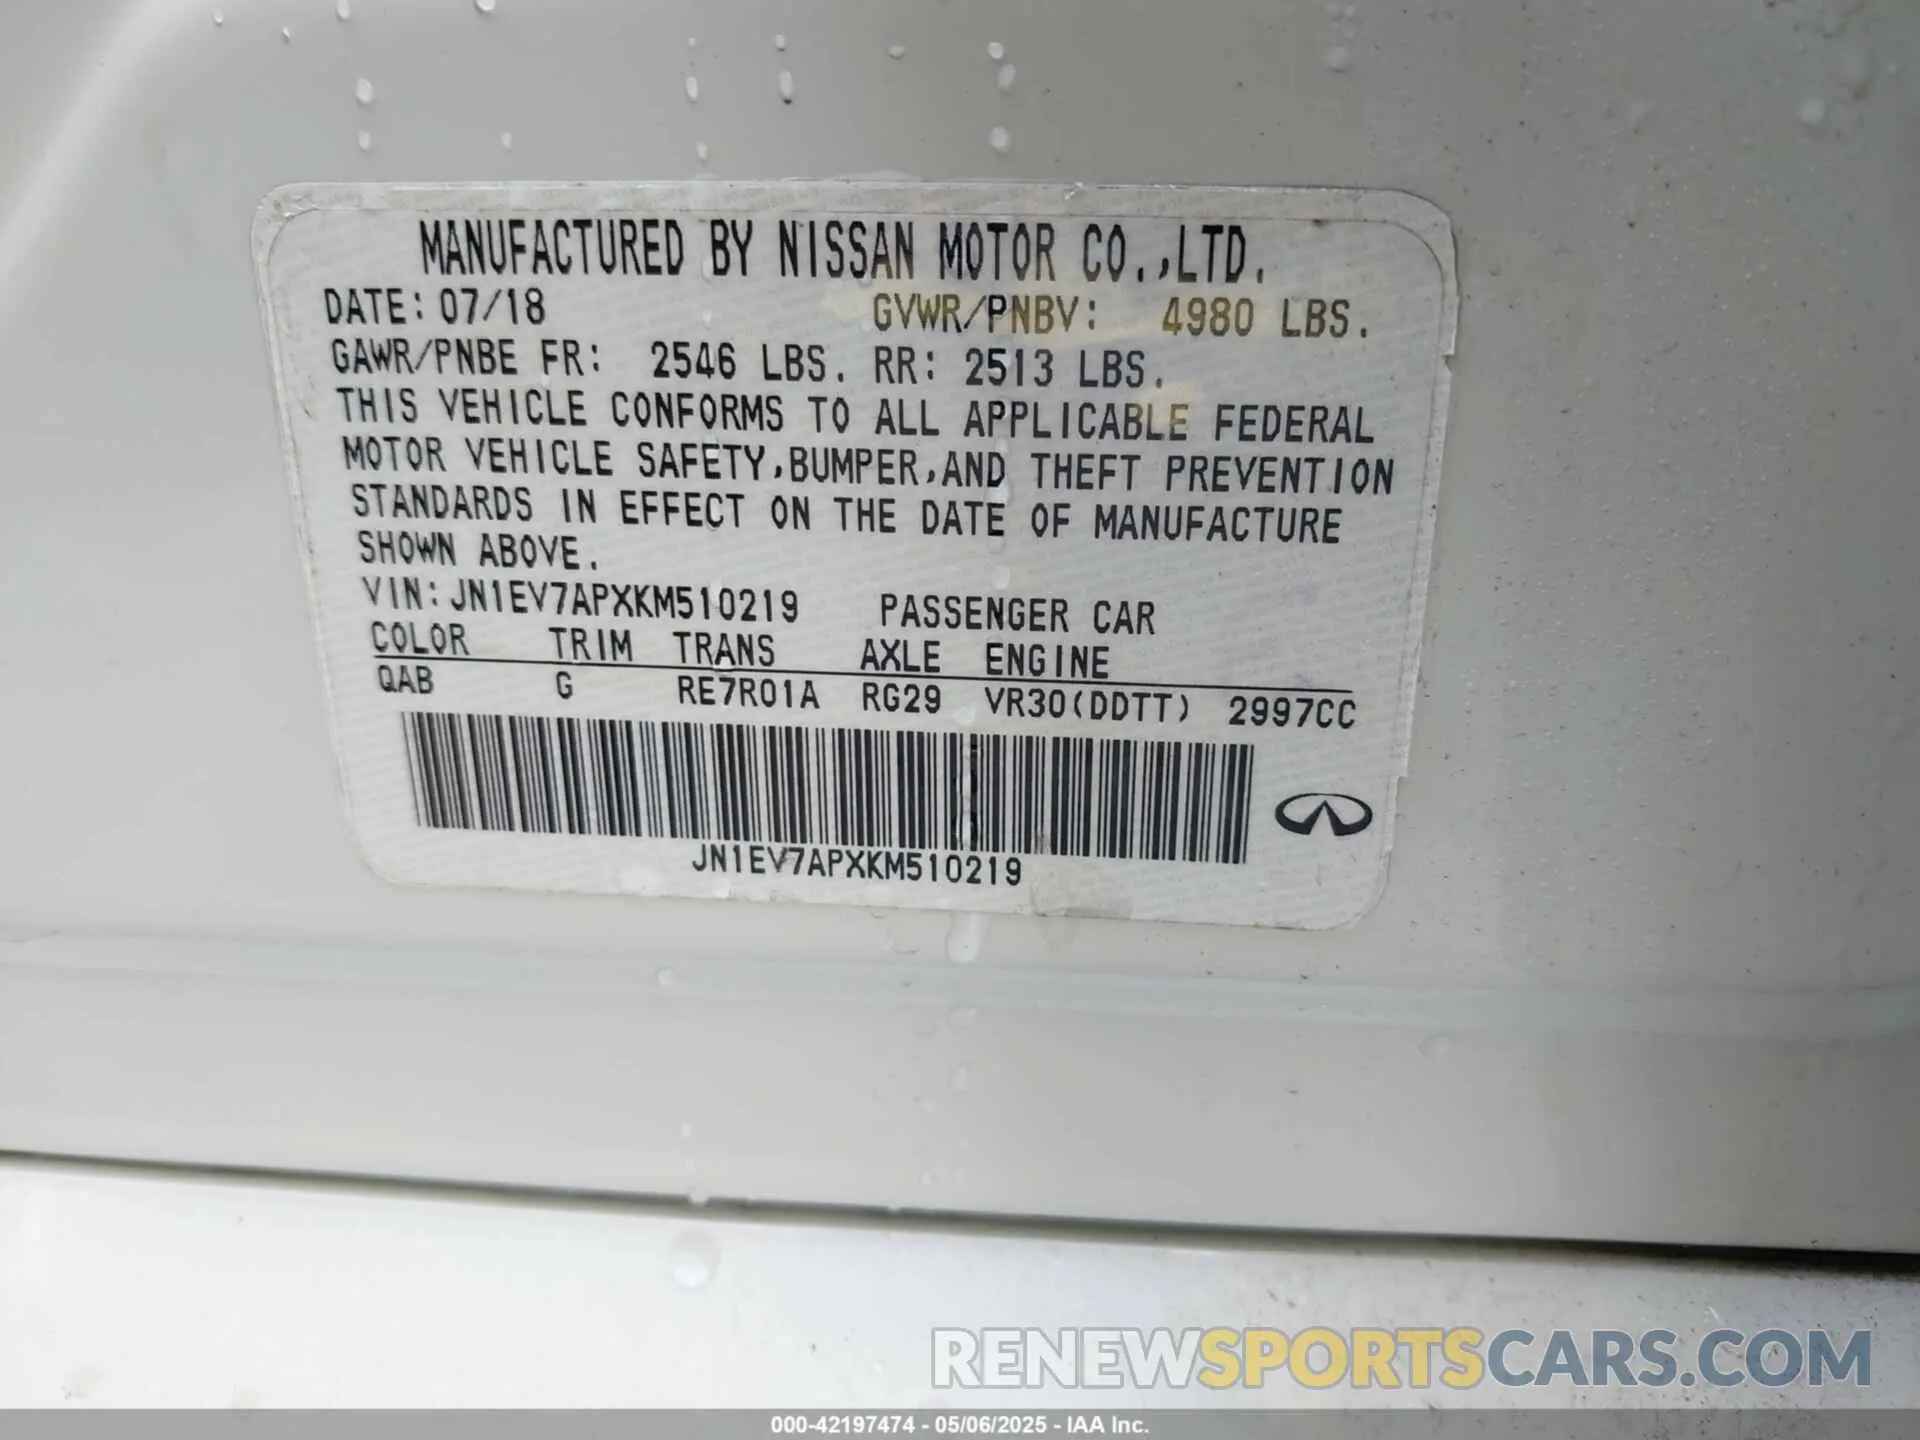 MANUFACTURED BY NISSAN MOTOR CO.,LTD.
DATE:07/18 GVWR/PNBV: 4980 LBS.
GAWR/PNBE FR: 2546 LBS. RR: 2513 LBS.
THIS VEHICLE CONFORMS TO ALL APPLICABLE FEDERAL
MOTOR VEHICLE SAFETY,BUMPER,AND THEFT PREVENTION
STANDARDS IN EFFECT ON THE DATE OF MANUFACTURE
SHOWN ABOVE.
VIN:JN1EV7APXKM510219 PASSENGER CAR
COLOR TRIM TRANS AXLE ENGINE
QAB G RE7R01A RG29 VR30(DDTT) 2997CC
JN1EV7APXKM510219
RENEWSPORTSCARS.COM
000-42197474 - 05/06/2025 - IAA Inc.